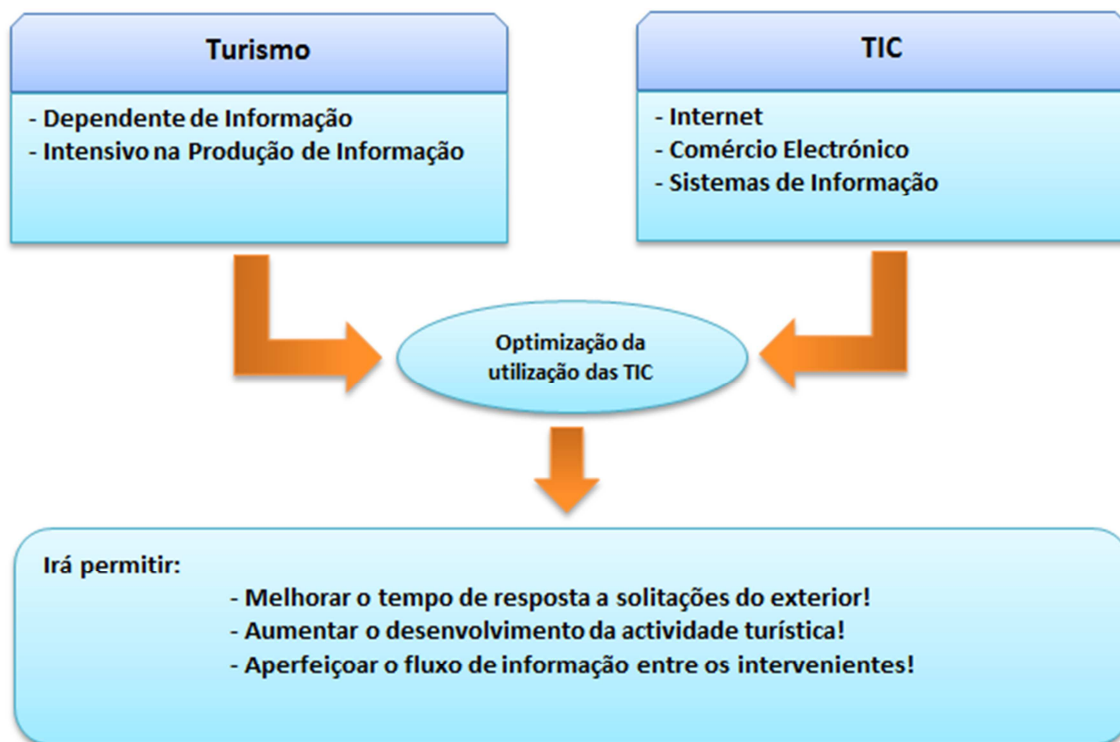 Turismo
- Dependente de Informação
- Intensivo na Produção de Informação
TIC
- Internet
- Comércio Electrónico
- Sistemas de Informação
Optimização da
utilização das TIC
Irá permitir:
- Melhorar o tempo de resposta a solitações do exterior!
- Aumentar o desenvolvimento da actividade turística!
- Aperfeiçoar o fluxo de informação entre os intervenientes!